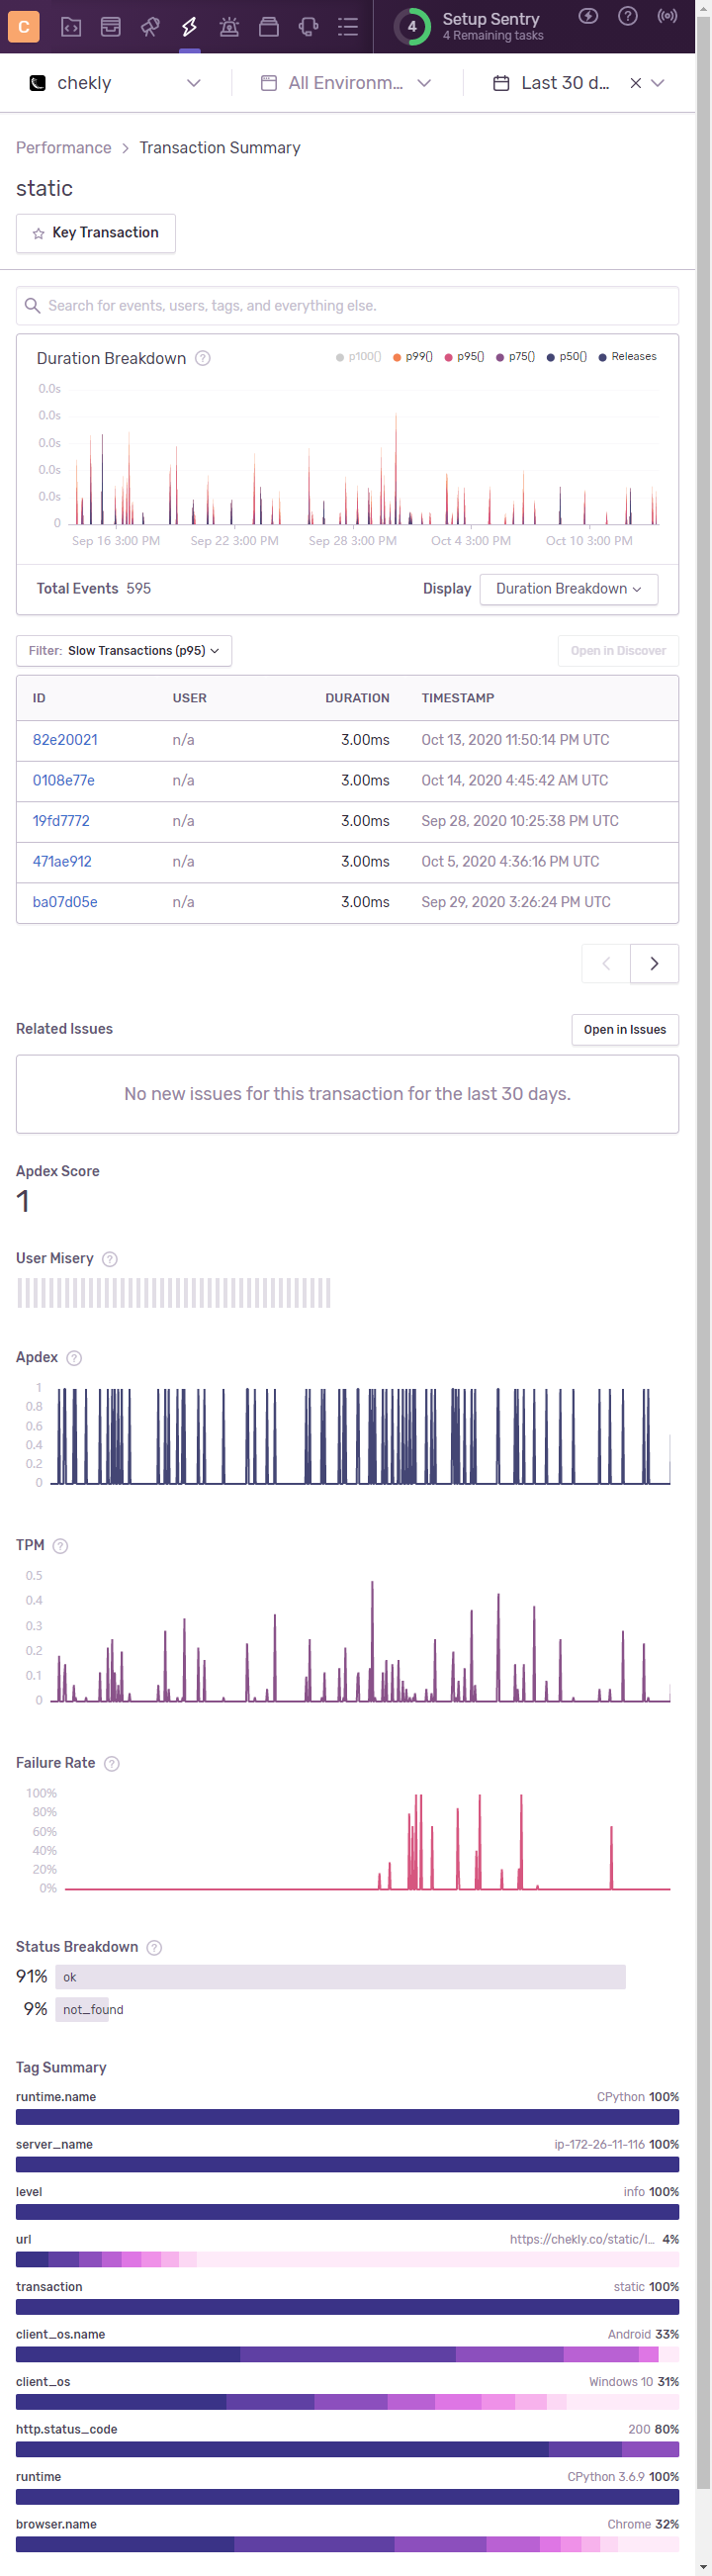 C
4
Setup Sentry
4 Remaining tasks
chekly
All Environm...
Last 30 d...
Performance > Transaction Summary
static
Key Transaction
Search for events, users, tags, and everything else.
Duration Breakdown ?
p100() p99() p95() p75() p50() Releases
0.0s
0.0s
0.0s
0.0s
0.0s
0
Sep 16 3:00 PM Sep 22 3:00 PM Sep 28 3:00 PM Oct 4 3:00 PM Oct 10 3:00 PM
Total Events 595
Display Duration Breakdown
Filter: Slow Transactions (p95)
Open in Discover
ID USER DURATION TIMESTAMP
82e20021 n/a 3.00ms Oct 13, 2020 11:50:14 PM UTC
0108e77e n/a 3.00ms Oct 14, 2020 4:45:42 AM UTC
19fd7772 n/a 3.00ms Sep 28, 2020 10:25:38 PM UTC
471ae912 n/a 3.00ms Oct 5, 2020 4:36:16 PM UTC
ba07d05e n/a 3.00ms Sep 29, 2020 3:26:24 PM UTC
Related Issues
Open in Issues
No new issues for this transaction for the last 30 days.
Apdex Score
1
User Misery ?
Apdex ?
1
0.8
0.6
0.4
0.2
0
TPM ?
0.5
0.4
0.3
0.2
0.1
0
Failure Rate ?
100%
80%
60%
40%
20%
0%
Status Breakdown ?
91% ok
9% not_found
Tag Summary
runtime.name CPython 100%
server_name ip-172-26-11-116 100%
level info 100%
url https://chekly.co/static/l... 4%
transaction static 100%
client_os.name Android 33%
client_os Windows 10 31%
http.status_code 200 80%
runtime CPython 3.6.9 100%
browser.name Chrome 32%